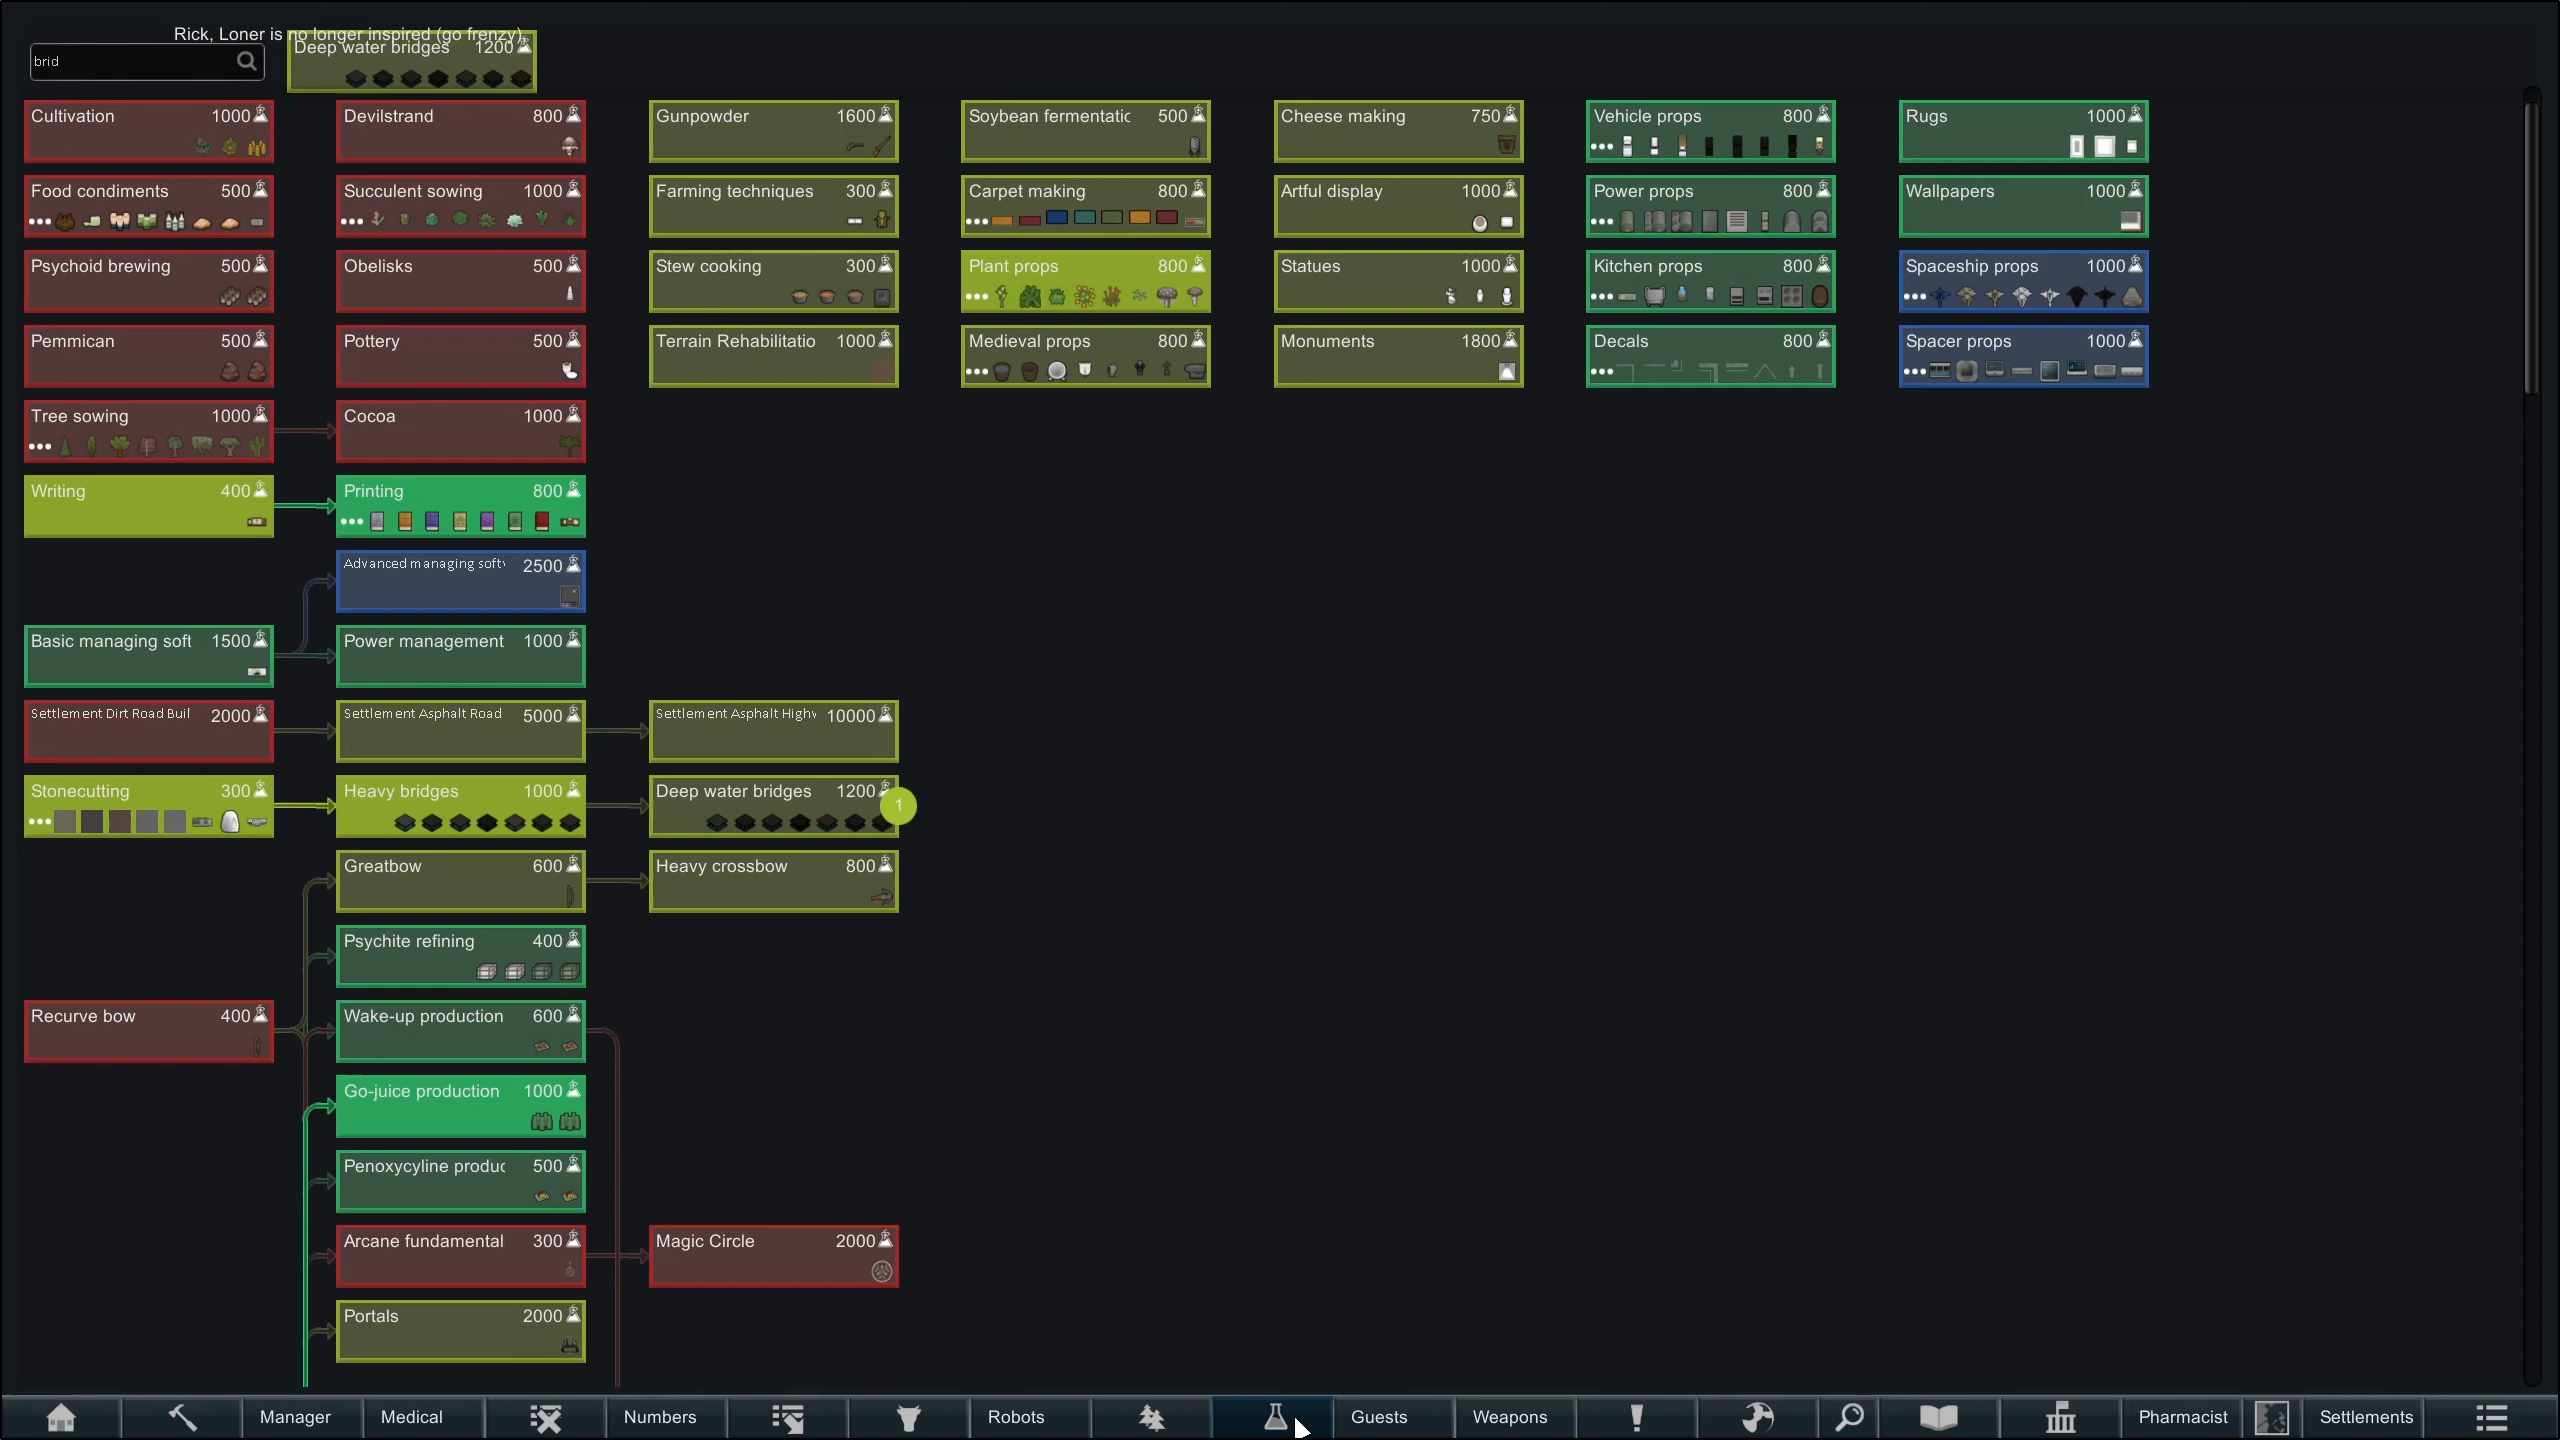 Rick, Loner is no longer inspired (go frenzy)
brid
Deep water bridges 1200
Cultivation 1000
Devilstrand 800
Gunpowder 1600
Soybean fermentatic 500
Cheese making 750
Vehicle props 800
Rugs 1000
Food condiments 500
Succulent sowing 1000
Farming techniques 300
Carpet making 800
Artful display 1000
Power props 800
Wallpapers 1000
Psychoid brewing 500
Obelisks 500
Stew cooking 300
Plant props 800
Statues 1000
Kitchen props 800
Spaceship props 1000
Pemmican 500
Pottery 500
Terrain Rehabilitatio 1000
Medieval props 800
Monuments 1800
Decals 800
Spacer props 1000
Tree sowing 1000
Cocoa 1000
Writing 400
Printing 800
Advanced managing softv 2500
Basic managing soft 1500
Power management 1000
Settlement Dirt Road Buil 2000
Settlement Asphalt Road 5000
Settlement Asphalt Highv 10000
Stonecutting 300
Heavy bridges 1000
Deep water bridges 1200
1
Greatbow 600
Heavy crossbow 800
Psychite refining 400
Recurve bow 400
Wake-up production 600
Go-juice production 1000
Penoxycyline produc 500
Arcane fundamental 300
Magic Circle 2000
Portals 2000
Manager
Medical
Numbers
Robots
Guests
Weapons
Pharmacist
Settlements